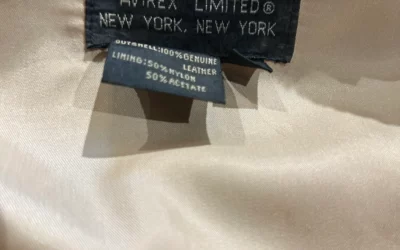 AVIREX LIMITED®
NEW YORK, NEW YORK
OUTSHELL:100%GENUINE
LEATHER
LINING:50%NYLON
50%ACETATE